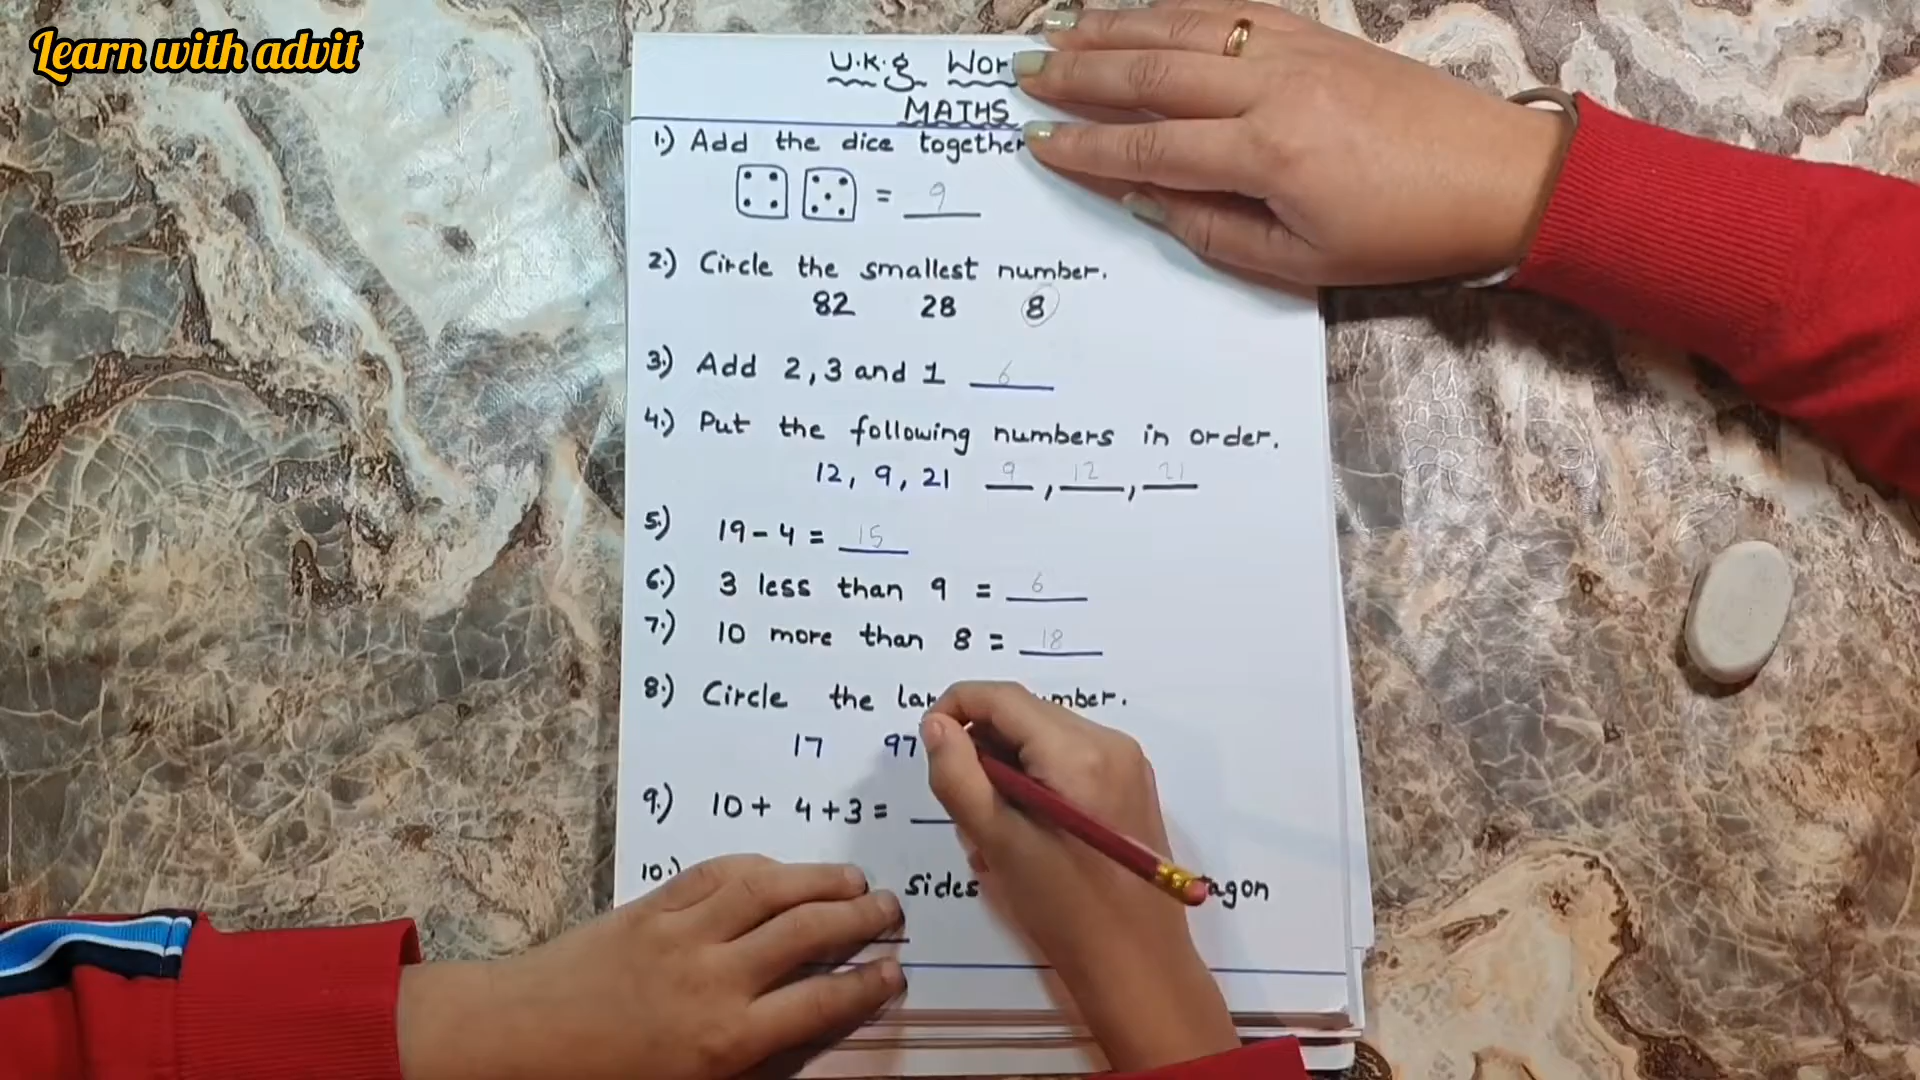 Learn with advit
U.K.g Wor
MATHS
1.) Add the dice together
= 9
2.) Circle the smallest number.
82 28 8
3.) Add 2, 3 and 1 6
4.) Put the following numbers in order.
12, 9, 21 9, 12, 21
5.) 19 - 4 = 15
6.) 3 less than 9 = 6
7.) 10 more than 8 = 18
8.) Circle the lar umber.
17 97
9.) 10 + 4 + 3 =
10.) sides tagon